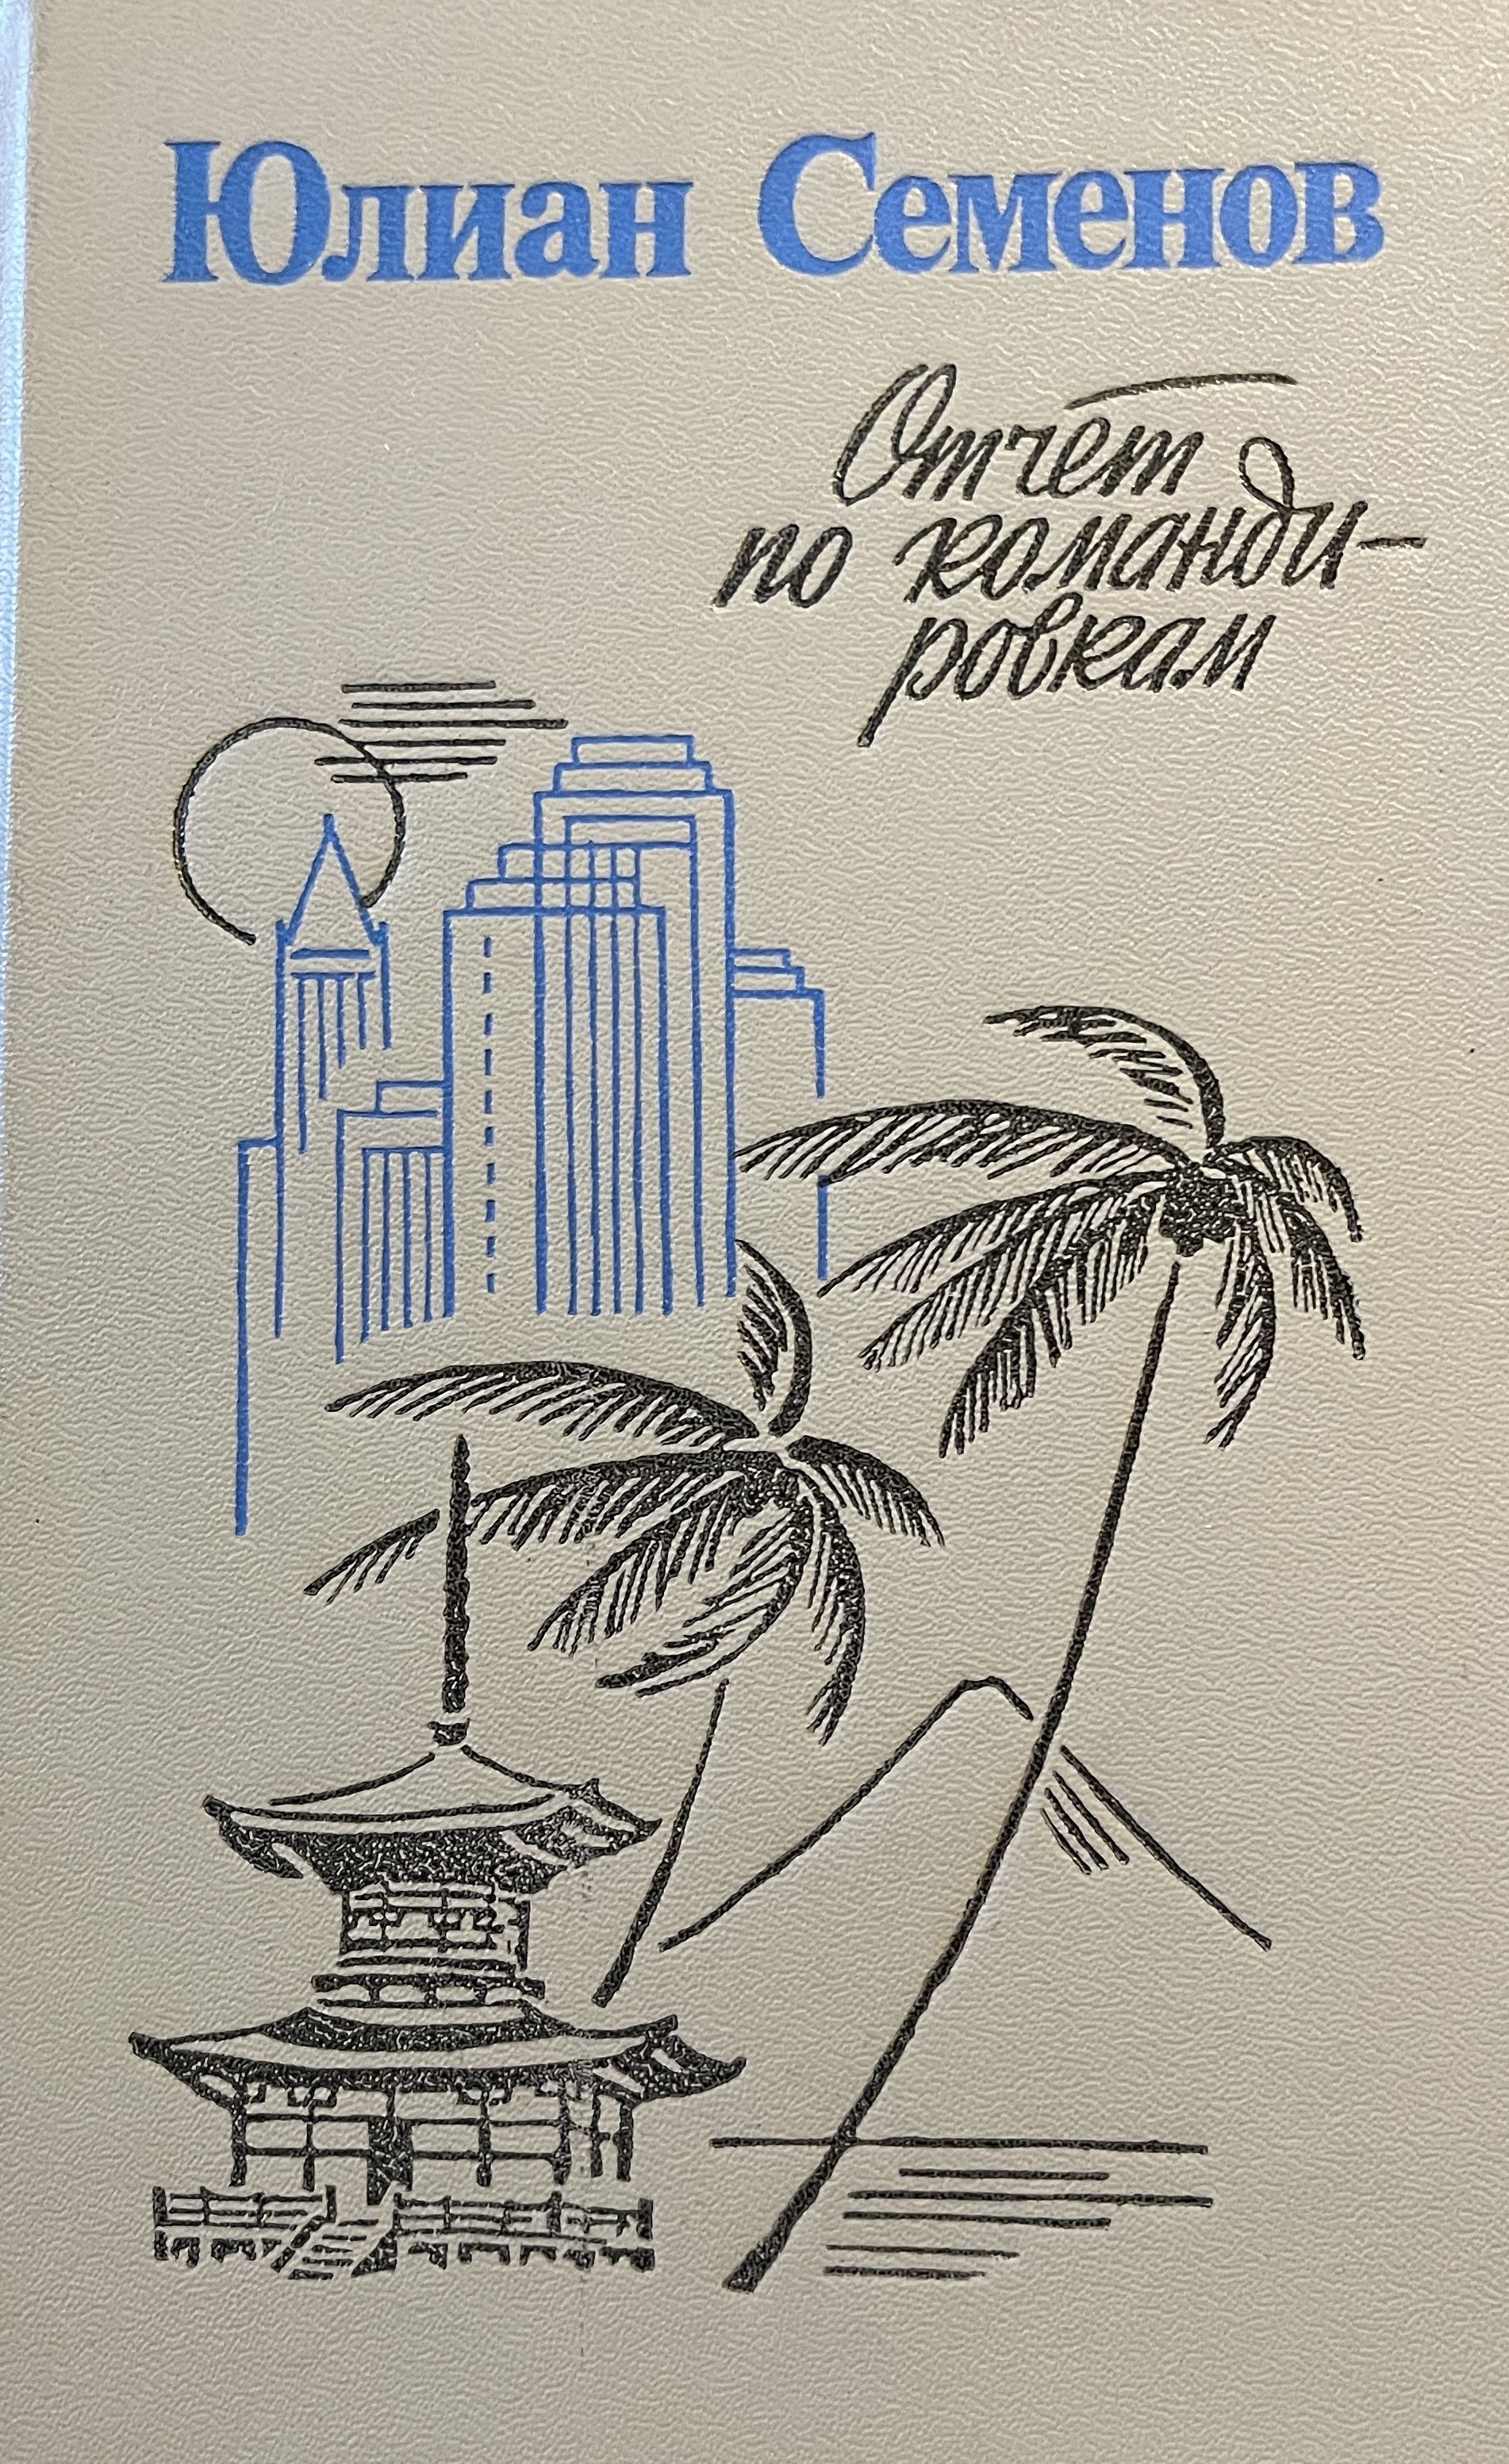 Юлиан Семенов
Отчет
по команди-
ровкам